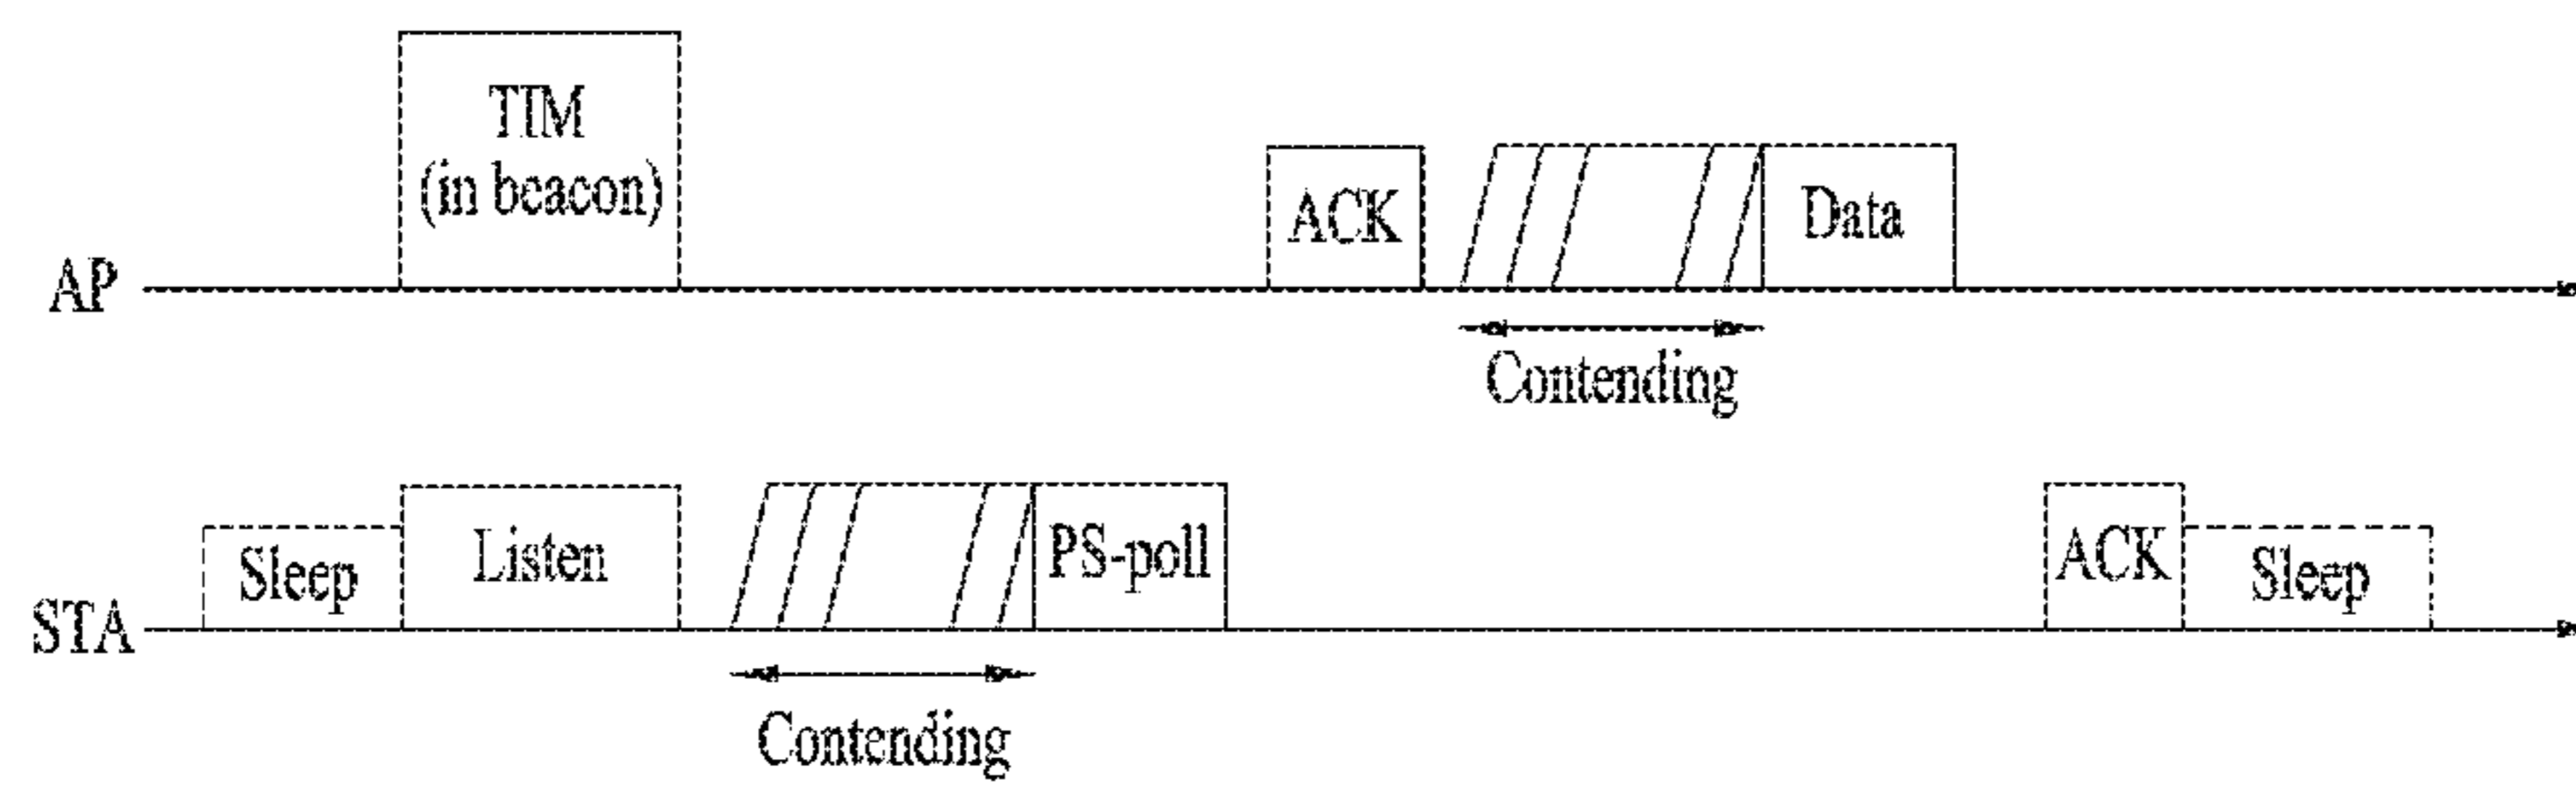 TIM
(in beacon)
ACK
Data
AP
Contending
Sleep
Listen
PS-poll
ACK
Sleep
STA
Contending